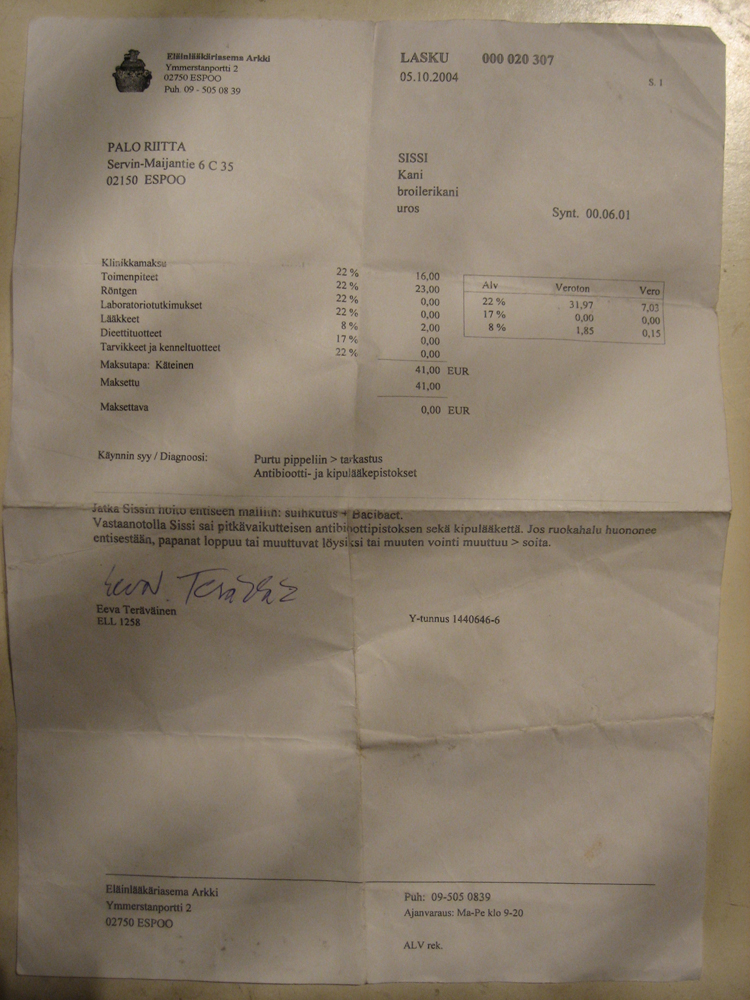 Eläinlääkäriasema Arkki
Ymmerstanportti 2
02750 ESPOO
Puh. 09 - 505 08 39
LASKU 000 020 307
05.10.2004
S. 1
PALO RIITTA
Servin-Maijantie 6 C 35
02150 ESPOO
SISSI
Kani
broilerikani
uros
Synt. 00.06.01
Klinikkamaksu 22 % 16,00
Toimenpiteet 22 % 23,00
Röntgen 22 % 0,00
Laboratoriotutkimukset 22 % 0,00
Lääkkeet 8 % 2,00
Dieettituotteet 17 % 0,00
Tarvikkeet ja kenneltuotteet 22 % 0,00
Maksutapa: Käteinen 41,00 EUR
Maksettu 41,00
Maksettava 0,00 EUR
Alv Veroton Vero
22 % 31,97 7,03
17 % 0,00 0,00
8 % 1,85 0,15
Käynnin syy / Diagnoosi: Purtu pippeliin > tarkastus
Antibiootti- ja kipulääkepistokset
Jatka Sissin hoito entiseen malliin: suihkutus + Bacibact.
Vastaanotolla Sissi sai pitkävaikutteisen antibioottipistoksen sekä kipulääkettä. Jos ruokahalu huononee
entisestään, papanat loppuu tai muuttuvat löysiksi tai muuten vointi muuttuu > soita.
Eeva Teräväinen
Eeva Teräväinen
ELL 1258
Y-tunnus 1440646-6
Eläinlääkäriasema Arkki
Ymmerstanportti 2
02750 ESPOO
Puh: 09-505 0839
Ajanvaraus: Ma-Pe klo 9-20
ALV rek.